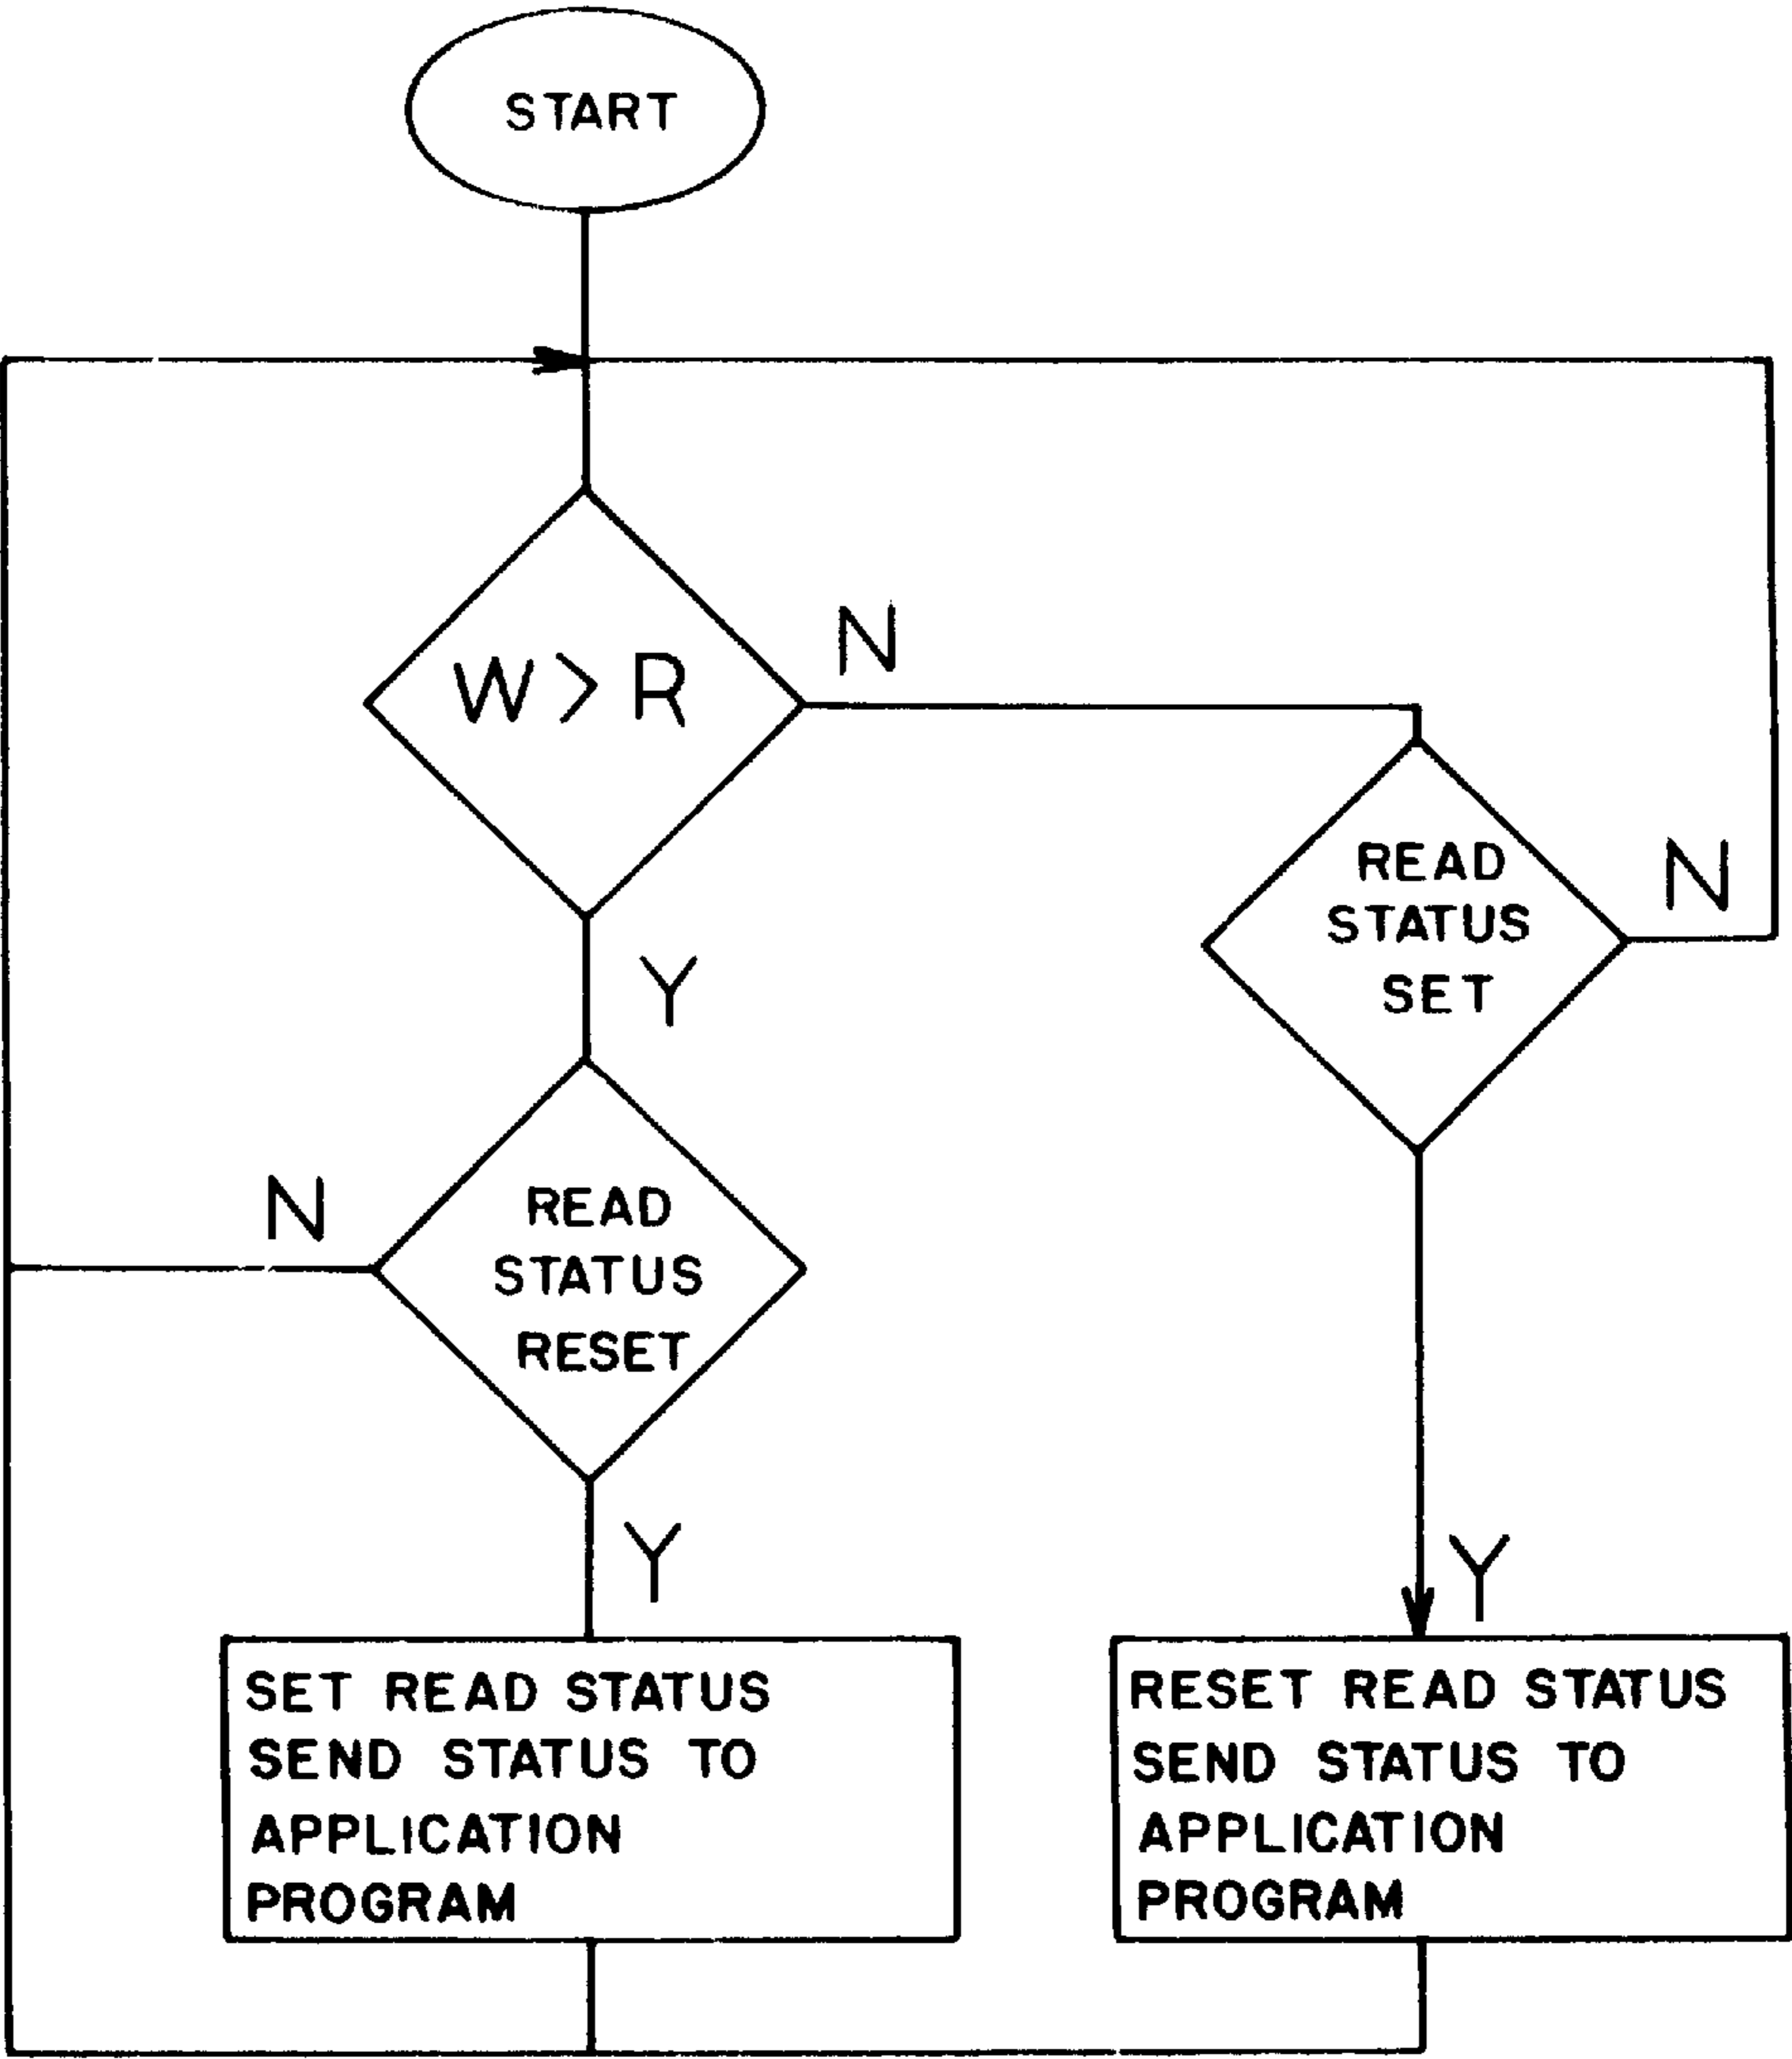 START
W > R
N
READ
STATUS
SET
N
Y
READ
STATUS
RESET
N
Y
Y
SET READ STATUS
SEND STATUS TO
APPLICATION
PROGRAM
RESET READ STATUS
SEND STATUS TO
APPLICATION
PROGRAM